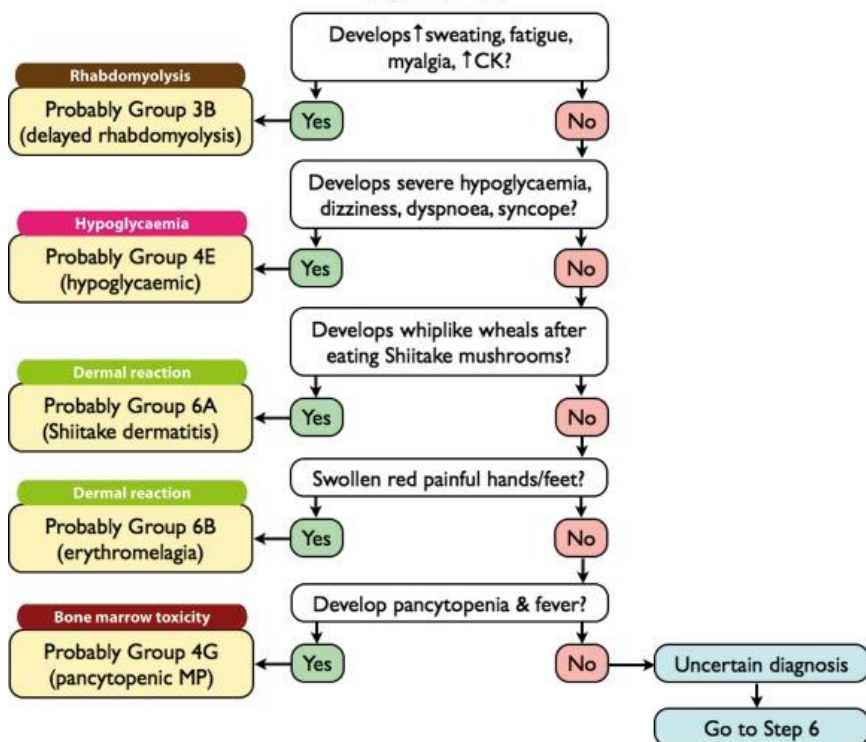 Develops ↑sweating, fatigue,
myalgia, ↑CK?
Rhabdomyolysis
Probably Group 3B
(delayed rhabdomyolysis)
Yes
No
Develops severe hypoglycaemia,
dizziness, dyspnoea, syncope?
Hypoglycaemia
Probably Group 4E
(hypoglycaemic)
Yes
No
Develops whiplike wheals after
eating Shiitake mushrooms?
Dermal reaction
Probably Group 6A
(Shiitake dermatitis)
Yes
No
Swollen red painful hands/feet?
Dermal reaction
Probably Group 6B
(erythromelagia)
Yes
No
Develop pancytopenia & fever?
Bone marrow toxicity
Probably Group 4G
(pancytopenic MP)
Yes
No
Uncertain diagnosis
Go to Step 6